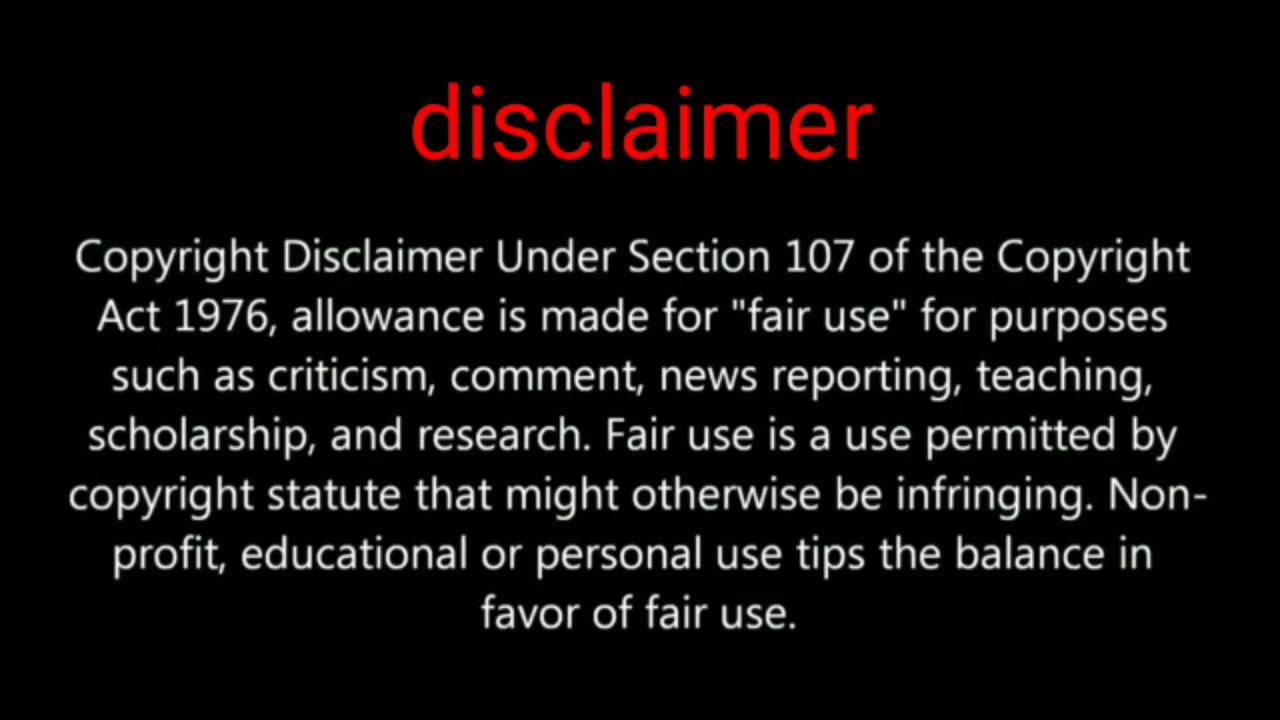 disclaimer
Copyright Disclaimer Under Section 107 of the Copyright
Act 1976, allowance is made for "fair use" for purposes
such as criticism, comment, news reporting, teaching,
scholarship, and research. Fair use is a use permitted by
copyright statute that might otherwise be infringing. Non-
profit, educational or personal use tips the balance in
favor of fair use.